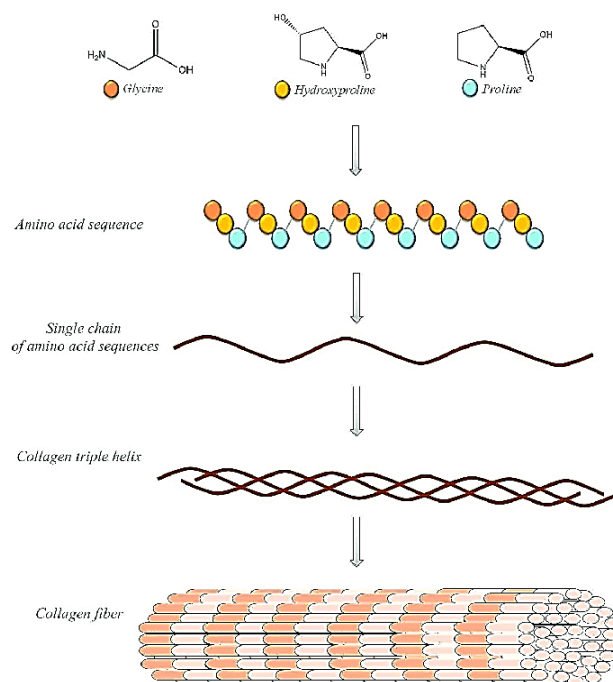 O
H₂N
OH
HO
N
H
OH
O
N
H
OH
O
Glycine
Hydroxyproline
Proline
Amino acid sequence
Single chain
of amino acid sequences
Collagen triple helix
Collagen fiber